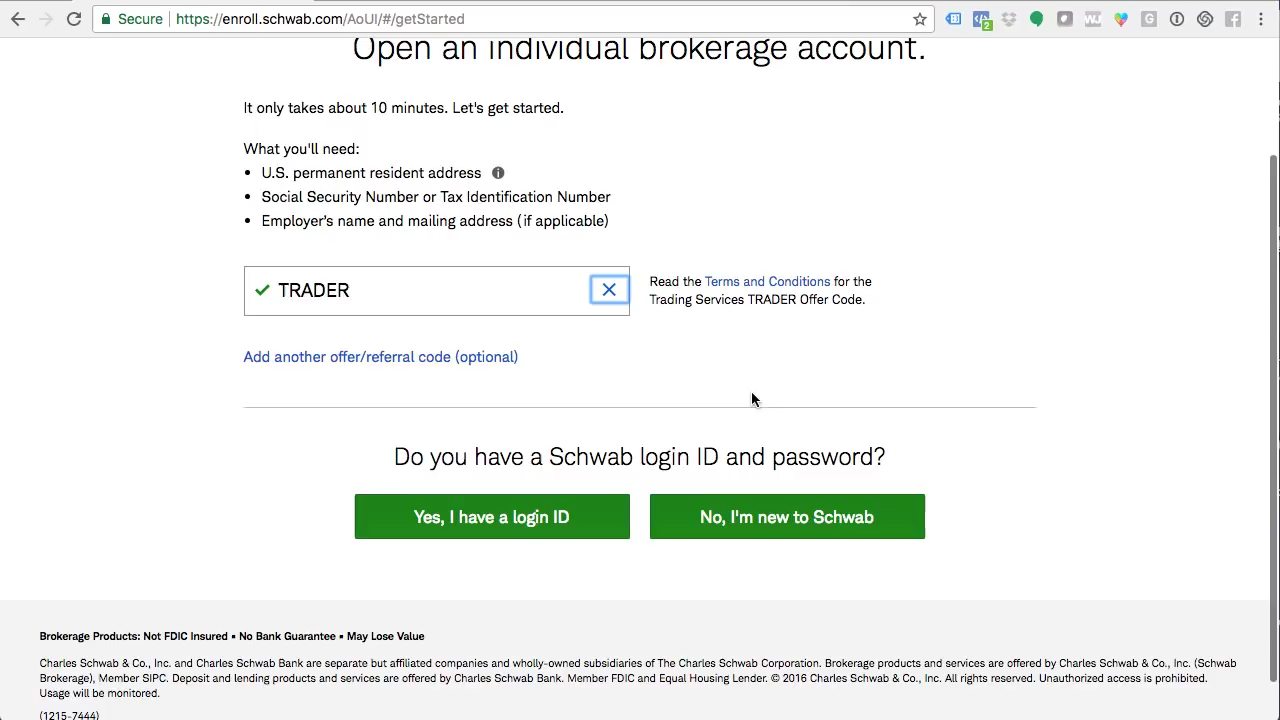 Secure https://enroll.schwab.com/AoUI/#/getStarted
2
WJ
G
Open an individual brokerage account.
It only takes about 10 minutes. Let's get started.
What you'll need:
• U.S. permanent resident address
• Social Security Number or Tax Identification Number
• Employer's name and mailing address (if applicable)
TRADER
Read the Terms and Conditions for the
Trading Services TRADER Offer Code.
Add another offer/referral code (optional)
Do you have a Schwab login ID and password?
Yes, I have a login ID
No, I'm new to Schwab
Brokerage Products: Not FDIC Insured • No Bank Guarantee • May Lose Value
Charles Schwab & Co., Inc. and Charles Schwab Bank are separate but affiliated companies and wholly-owned subsidiaries of The Charles Schwab Corporation. Brokerage products and services are offered by Charles Schwab & Co., Inc. (Schwab
Brokerage), Member SIPC. Deposit and lending products and services are offered by Charles Schwab Bank. Member FDIC and Equal Housing Lender. © 2016 Charles Schwab & Co., Inc. All rights reserved. Unauthorized access is prohibited.
Usage will be monitored.
(1215-7444)